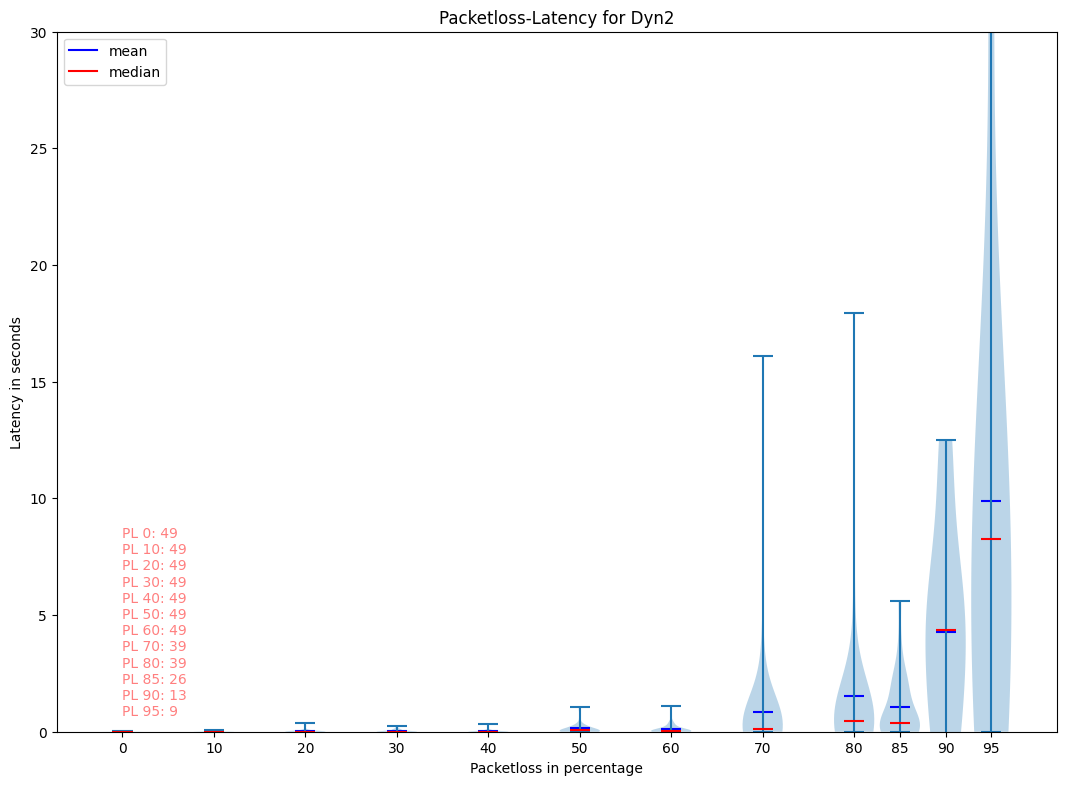 Packetloss-Latency for Dyn2
mean
median
30
25
20
15
10
5
0
Latency in seconds
PL 0: 49
PL 10: 49
PL 20: 49
PL 30: 49
PL 40: 49
PL 50: 49
PL 60: 49
PL 70: 39
PL 80: 39
PL 85: 26
PL 90: 13
PL 95: 9
0 10 20 30 40 50 60 70 80 85 90 95
Packetloss in percentage